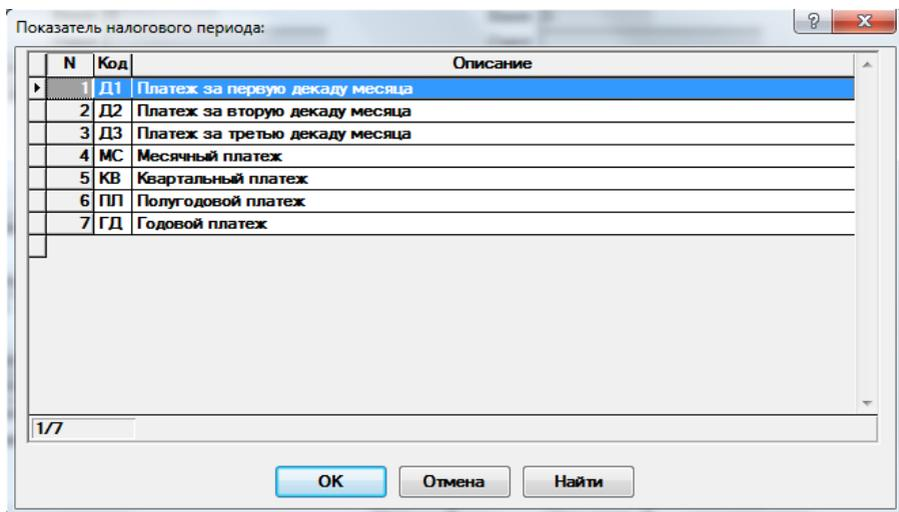 Показатель налогового периода:
N Код Описание
1 Д1 Платеж за первую декаду месяца
2 Д2 Платеж за вторую декаду месяца
3 Д3 Платеж за третью декаду месяца
4 МС Месячный платеж
5 КВ Квартальный платеж
6 ПЛ Полугодовой платеж
7 ГД Годовой платеж
1/7
OK Отмена Найти